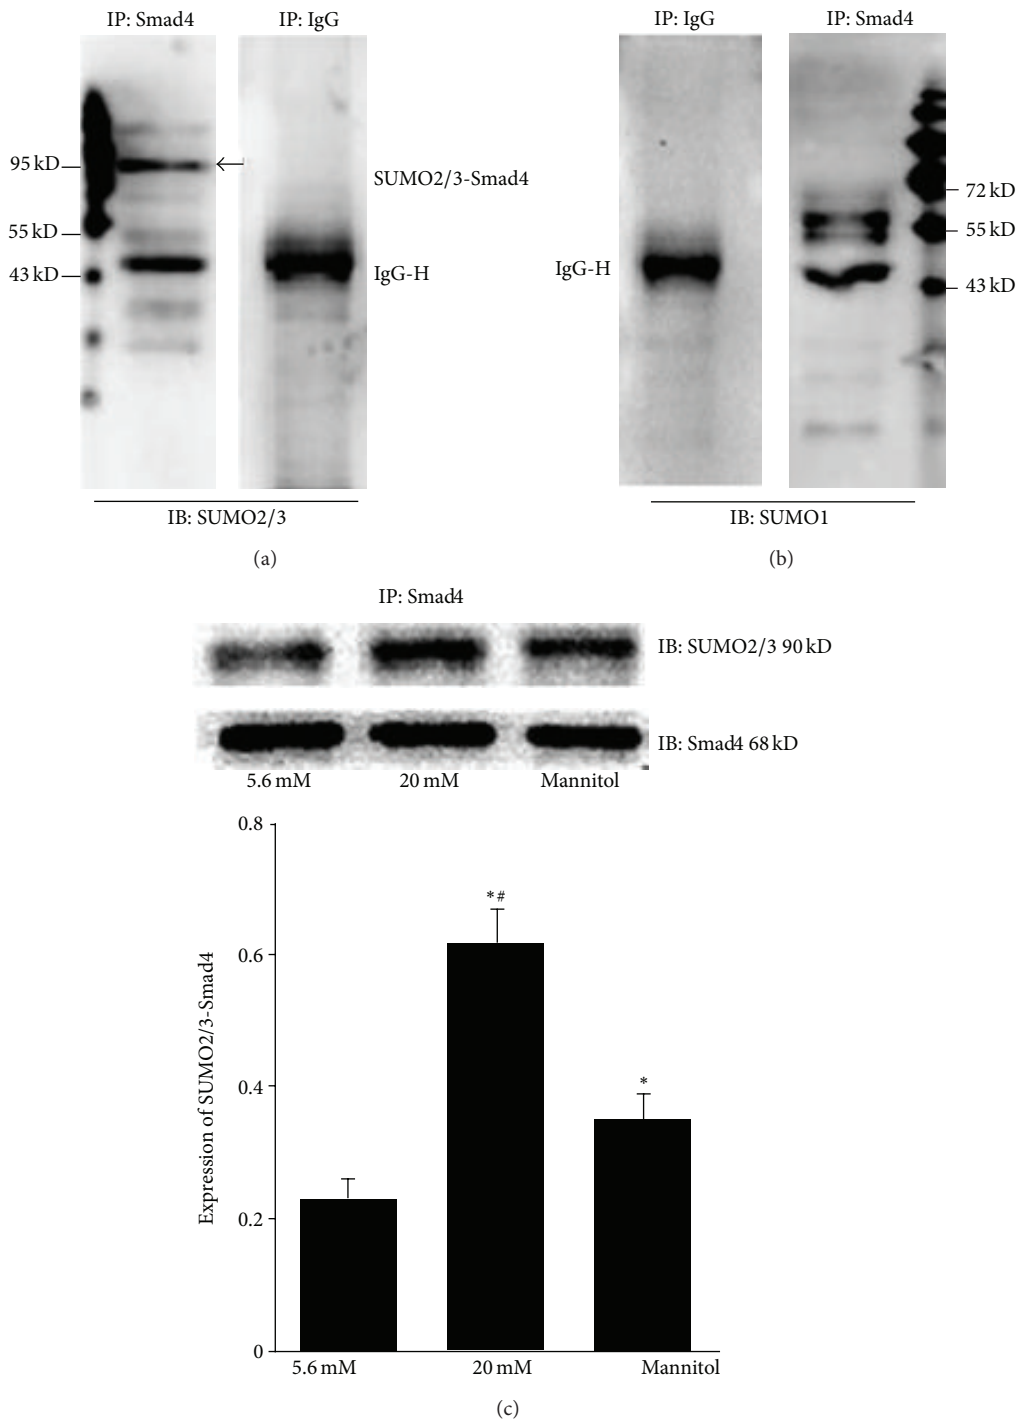 IP: Smad4
IP: IgG
95 kD
55 kD
43 kD
SUMO2/3-Smad4
IgG-H
IB: SUMO2/3
(a)
IP: IgG
IP: Smad4
IgG-H
72 kD
55 kD
43 kD
IB: SUMO1
(b)
IP: Smad4
IB: SUMO2/3 90 kD
IB: Smad4 68 kD
5.6 mM
20 mM
Mannitol
Expression of SUMO2/3-Smad4
0.8
0.6
0.4
0.2
0
*#
*
5.6 mM
20 mM
Mannitol
(c)